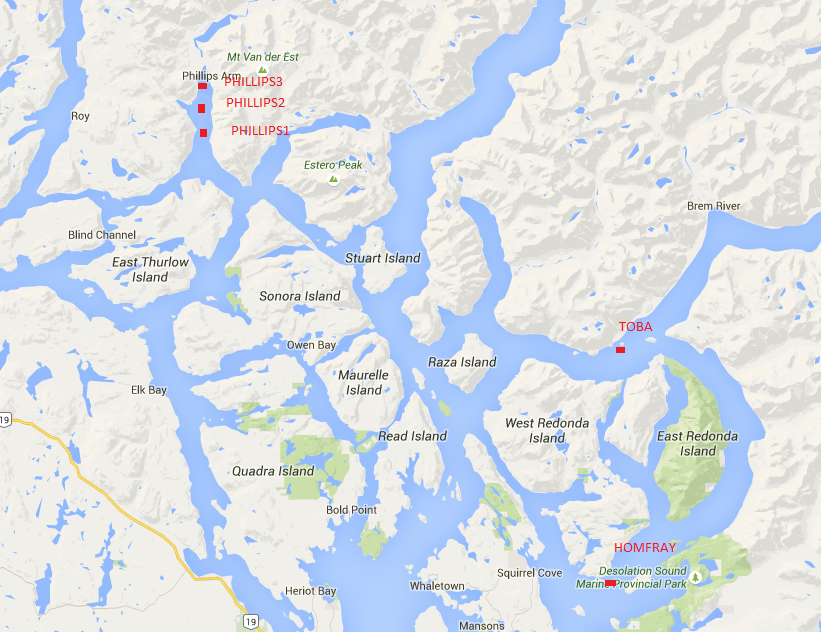 Mt Van der Est
Phillips Arm
PHILLIPS3
PHILLIPS2
Roy
PHILLIPS1
Estero Peak
Brem River
Blind Channel
East Thurlow
Island
Stuart Island
Sonora Island
TOBA
Owen Bay
Raza Island
Maurelle
Island
Elk Bay
19
West Redonda
Island
Read Island
East Redonda
Island
Quadra Island
Bold Point
HOMFRAY
Desolation Sound
Marine Provincial Park
Squirrel Cove
Whaletown
Heriot Bay
19
Mansons